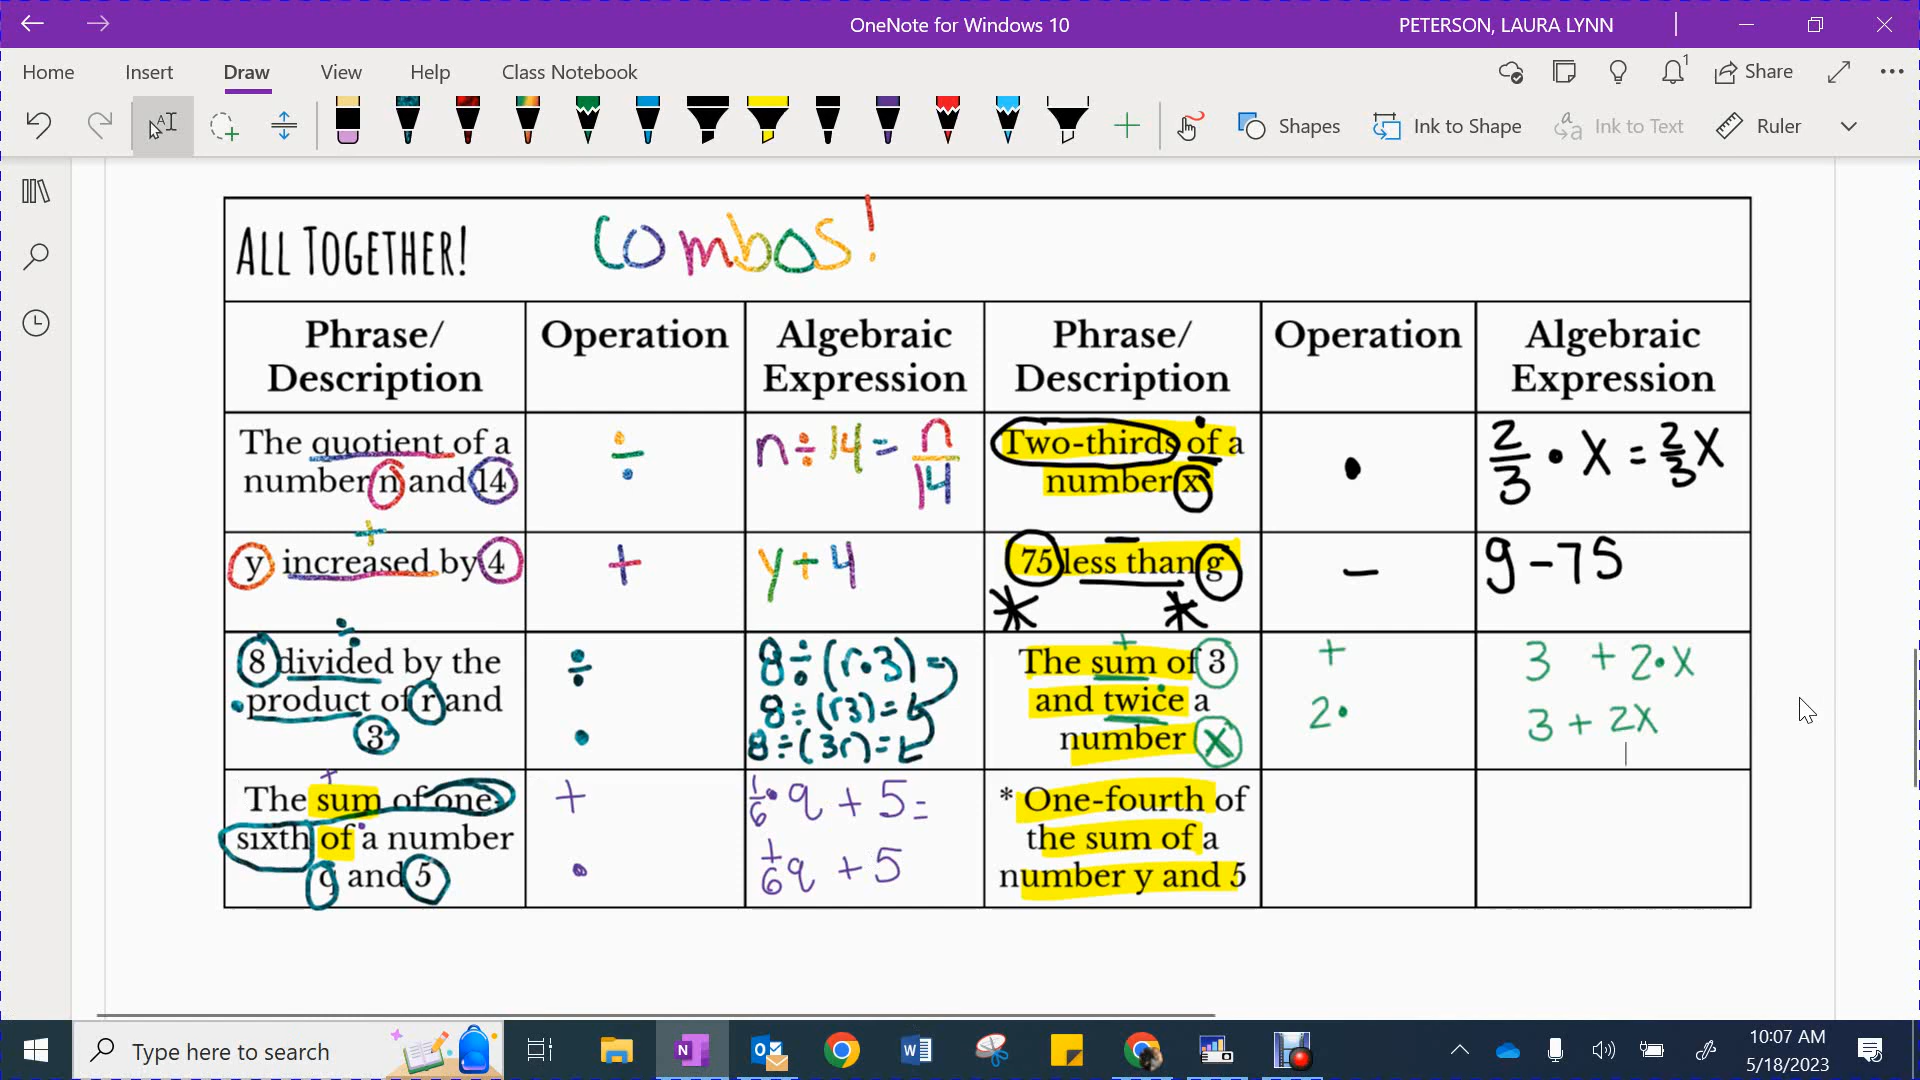 OneNote for Windows 10
PETERSON, LAURA LYNN
Home Insert Draw View Help Class Notebook
1
Share
Shapes Ink to Shape Ink to Text Ruler
ALL TOGETHER! Combos!
Phrase/ Description
Operation
Algebraic Expression
Phrase/ Description
Operation
Algebraic Expression
The quotient of a
number n and 14
÷
n ÷ 14 = n/14
Two-thirds of a
number x
•
2/3 • x = 2/3 x
+
y increased by 4
+
y + 4
−
75 less than g
* *
−
g - 75
÷
8 divided by the
• product of r and
3
÷
•
8 ÷ (r • 3) =
8 ÷ (r3) =
8 ÷ (3r) =
+
The sum of 3
and twice a
number x
+
2 •
3 + 2 • x
3 + 2x
+
The sum of one-
sixth of a number
q and 5
+
•
1/6 • q + 5 =
1/6 q + 5
* One-fourth of
the sum of a
number y and 5
Type here to search
10:07 AM
5/18/2023